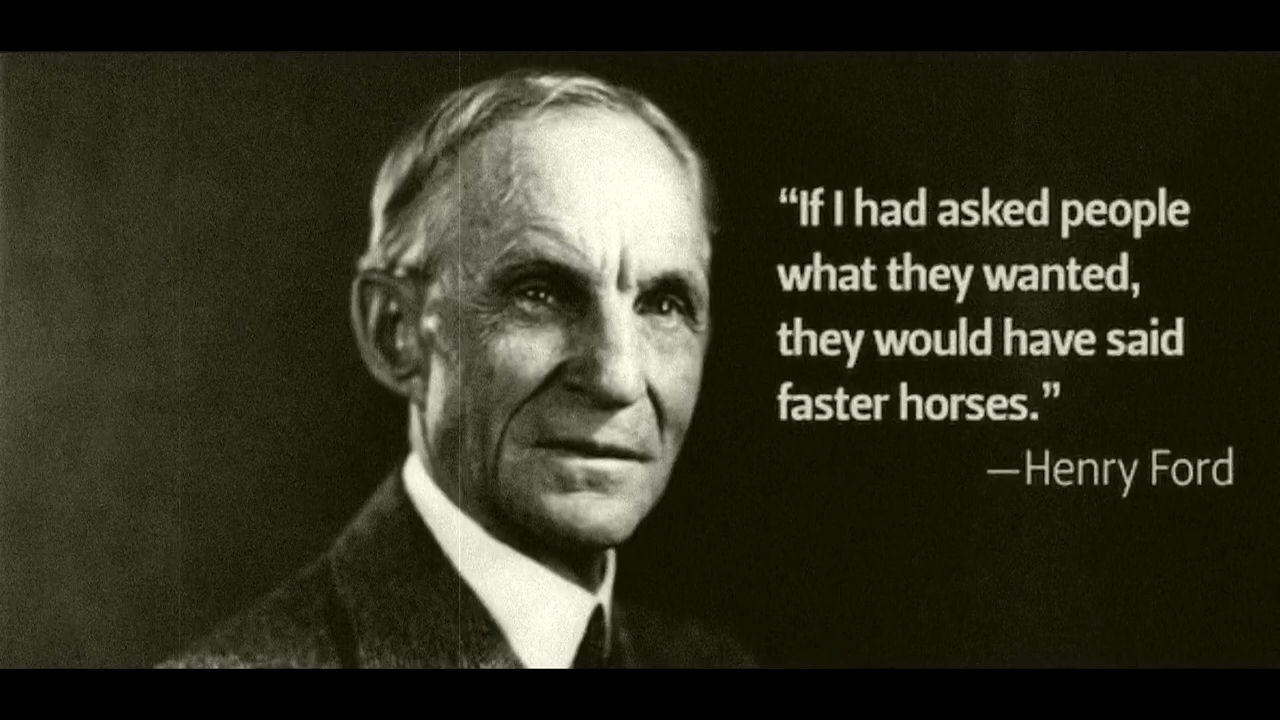 “If I had asked people
what they wanted,
they would have said
faster horses.”
—Henry Ford